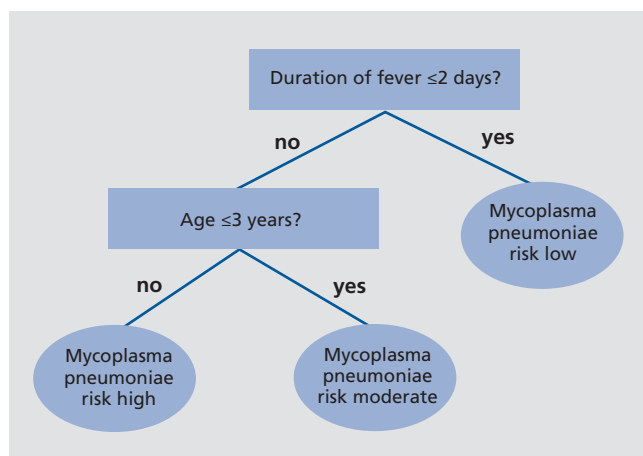 Duration of fever ≤2 days?
no
yes
Age ≤3 years?
Mycoplasma
pneumoniae
risk low
no
yes
Mycoplasma
pneumoniae
risk high
Mycoplasma
pneumoniae
risk moderate